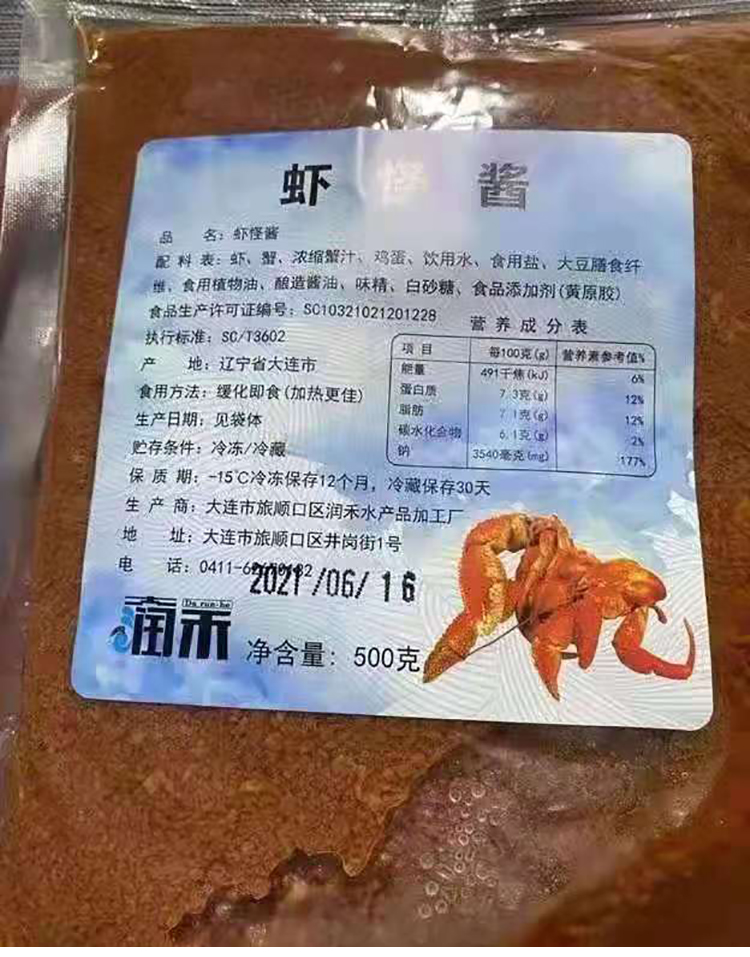 虾怪酱
品 名：虾怪酱
配料表：虾、蟹、浓缩蟹汁、鸡蛋、饮用水、食用盐、大豆膳食纤
维、食用植物油、酿造酱油、味精、白砂糖、食品添加剂(黄原胶)
食品生产许可证编号：SC10321021201228
执行标准：SC/T3602
产 地：辽宁省大连市
食用方法：缓化即食(加热更佳)
生产日期：见袋体
贮存条件：冷冻/冷藏
保 质 期：-15℃冷冻保存12个月，冷藏保存30天
生 产 商：大连市旅顺口区润禾水产品加工厂
地 址：大连市旅顺口区井岗街1号
电 话：0411-
2021/06/16
营养成分表
项目 每100克(g) 营养素参考值%
能量 491千焦(kJ) 6%
蛋白质 7.3克(g) 12%
脂肪 7.1克(g) 12%
碳水化合物 6.1克(g) 2%
钠 3540毫克(mg) 177%
Da run-he
润禾
净含量：500克